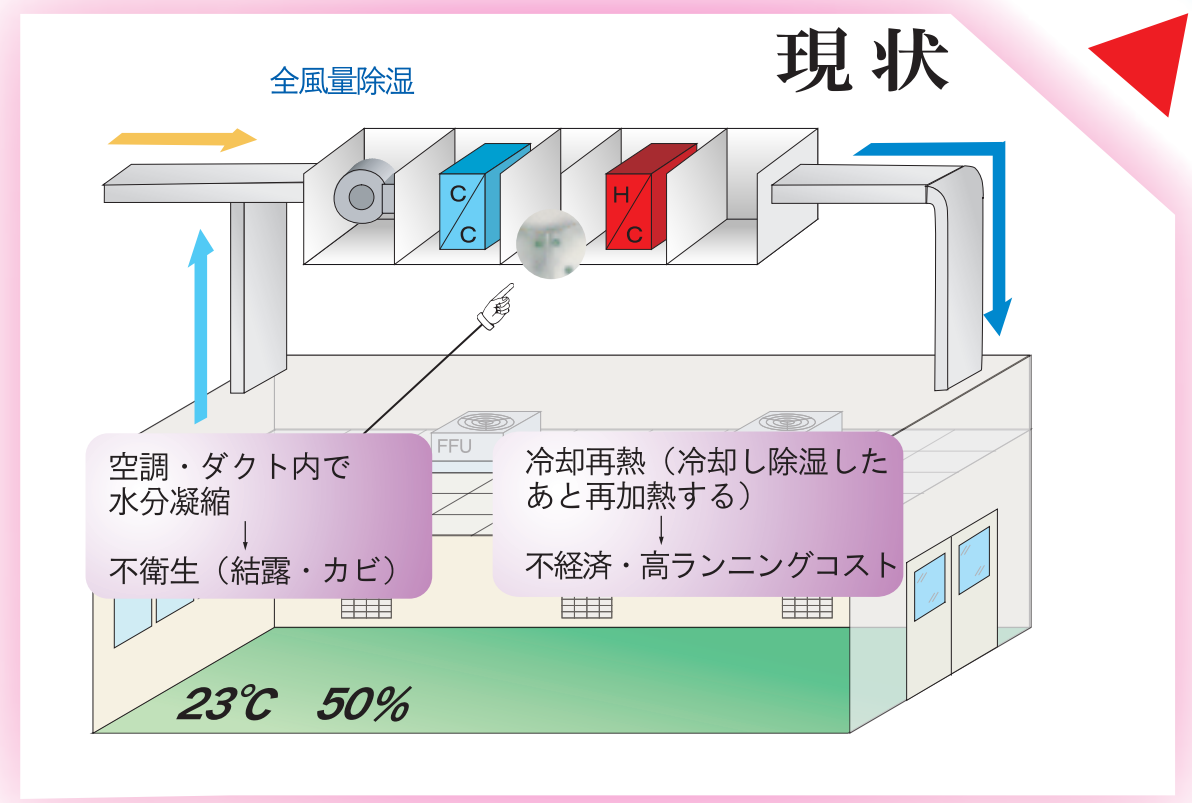 現状
全風量除湿
C
C
H
C
FFU
空調・ダクト内で
水分凝縮
不衛生（結露・カビ）
冷却再熱（冷却し除湿した
あと再加熱する）
不経済・高ランニングコスト
23℃ 50%